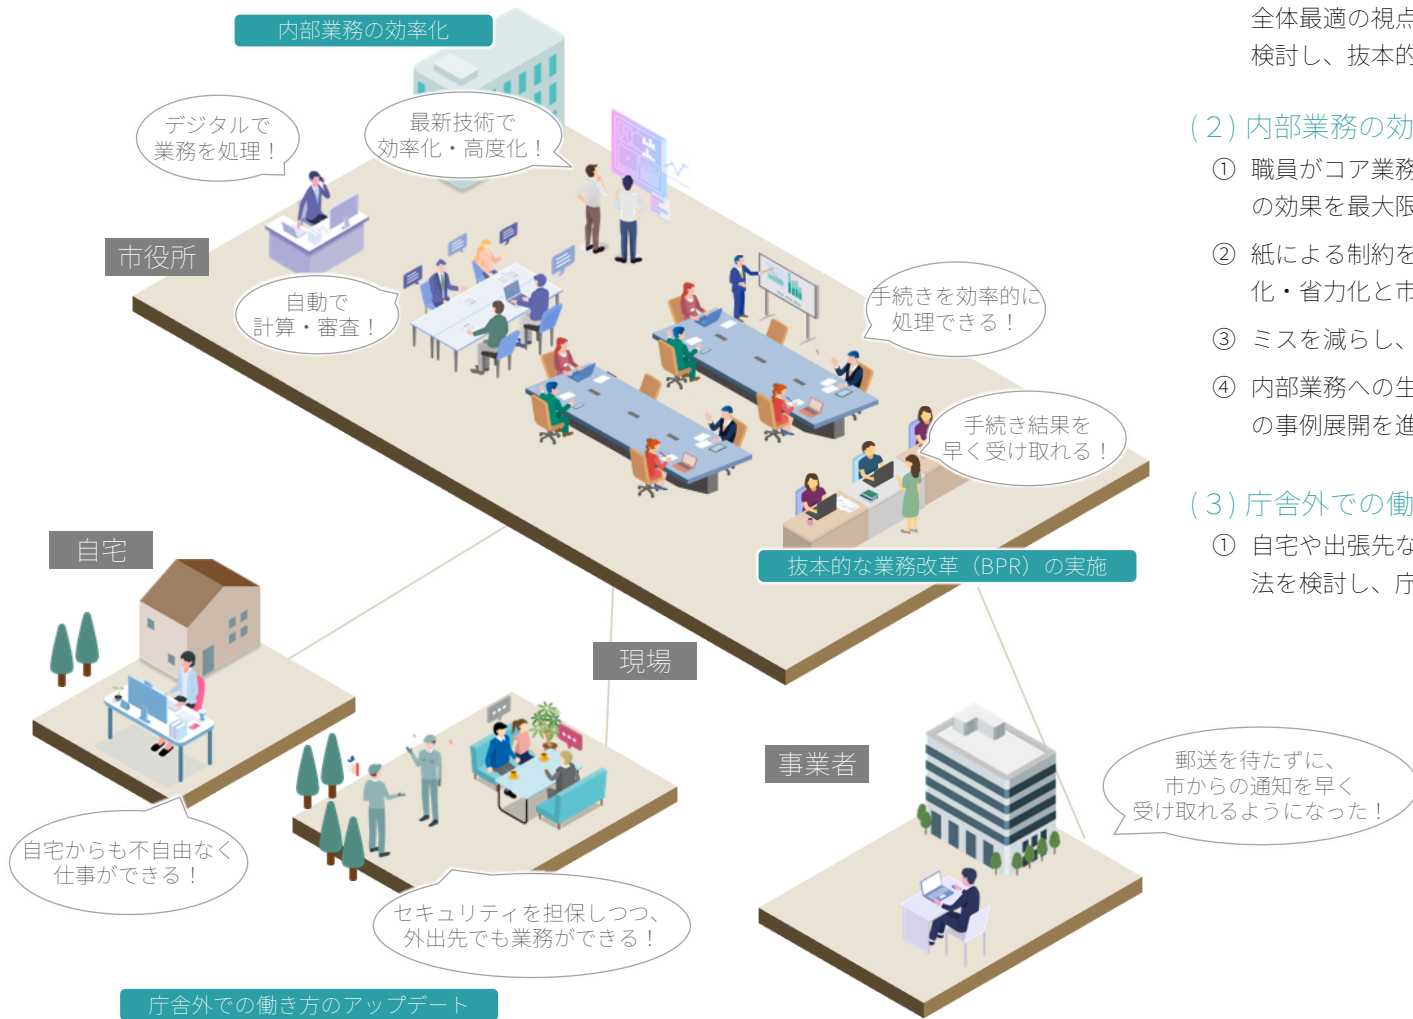 内部業務の効率化
デジタルで
業務を処理！
最新技術で
効率化・高度化！
市役所
自動で
計算・審査！
手続きを効率的に
処理できる！
手続き結果を
早く受け取れる！
抜本的な業務改革（BPR）の実施
自宅
自宅からも不自由なく
仕事ができる！
現場
セキュリティを担保しつつ、
外出先でも業務ができる！
庁舎外での働き方のアップデート
事業者
郵送を待たずに、
市からの通知を早く
受け取れるようになった！
全体最適の視点
検討し、抜本的
(２) 内部業務の効
① 職員がコア業務
の効果を最大限
② 紙による制約を
化・省力化と市
③ ミスを減らし、
④ 内部業務への生
の事例展開を進
(３) 庁舎外での働
① 自宅や出張先な
法を検討し、庁